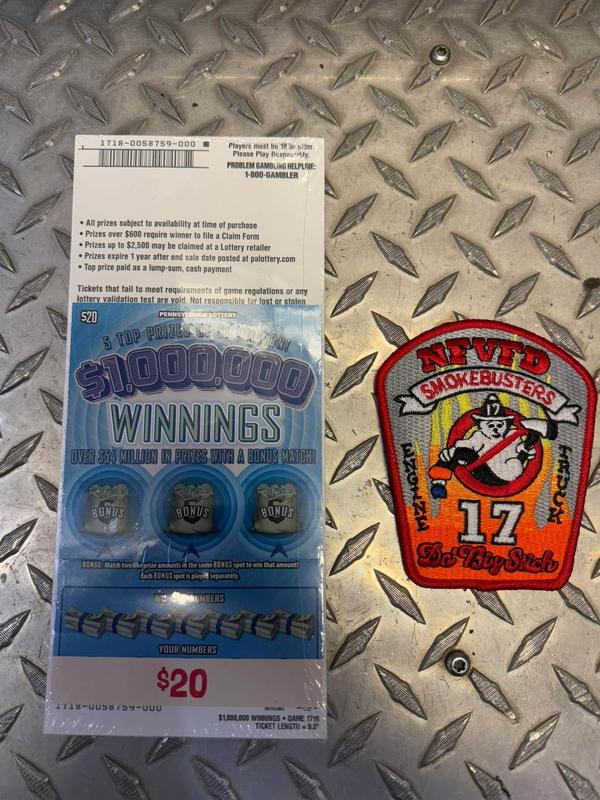 1718-0058759-000
Players must be 18 or older.
Please Play Responsibly.
PROBLEM GAMBLING HELPLINE:
1-800-GAMBLER
• All prizes subject to availability at time of purchase
• Prizes over $600 require winner to file a Claim Form
• Prizes up to $2,500 may be claimed at a Lottery retailer
• Prizes expire 1 year after end sale date posted at palottery.com
• Top prize paid as a lump-sum, cash payment
Tickets that fail to meet requirements of game regulations or any
lottery validation test are void. Not responsible for lost or stolen
$20
PENNSYLVANIA LOTTERY
5 TOP PRIZES OF $1 MILLION!
$1,000,000
WINNINGS
OVER $54 MILLION IN PRIZES WITH A BONUS MATCH!
BONUS BONUS BONUS
BONUS: Match two like prize amounts in the same BONUS spot to win that amount!
Each BONUS spot is played separately.
NUMBERS
YOUR NUMBERS
$20
1718-0058759-000
$1,000,000 WINNINGS • GAME 1718
TICKET LENGTH = 9.0"
NFVFD
SMOKEBUSTERS
17
ENGINE
TRUCK
17
Da' Big Stick